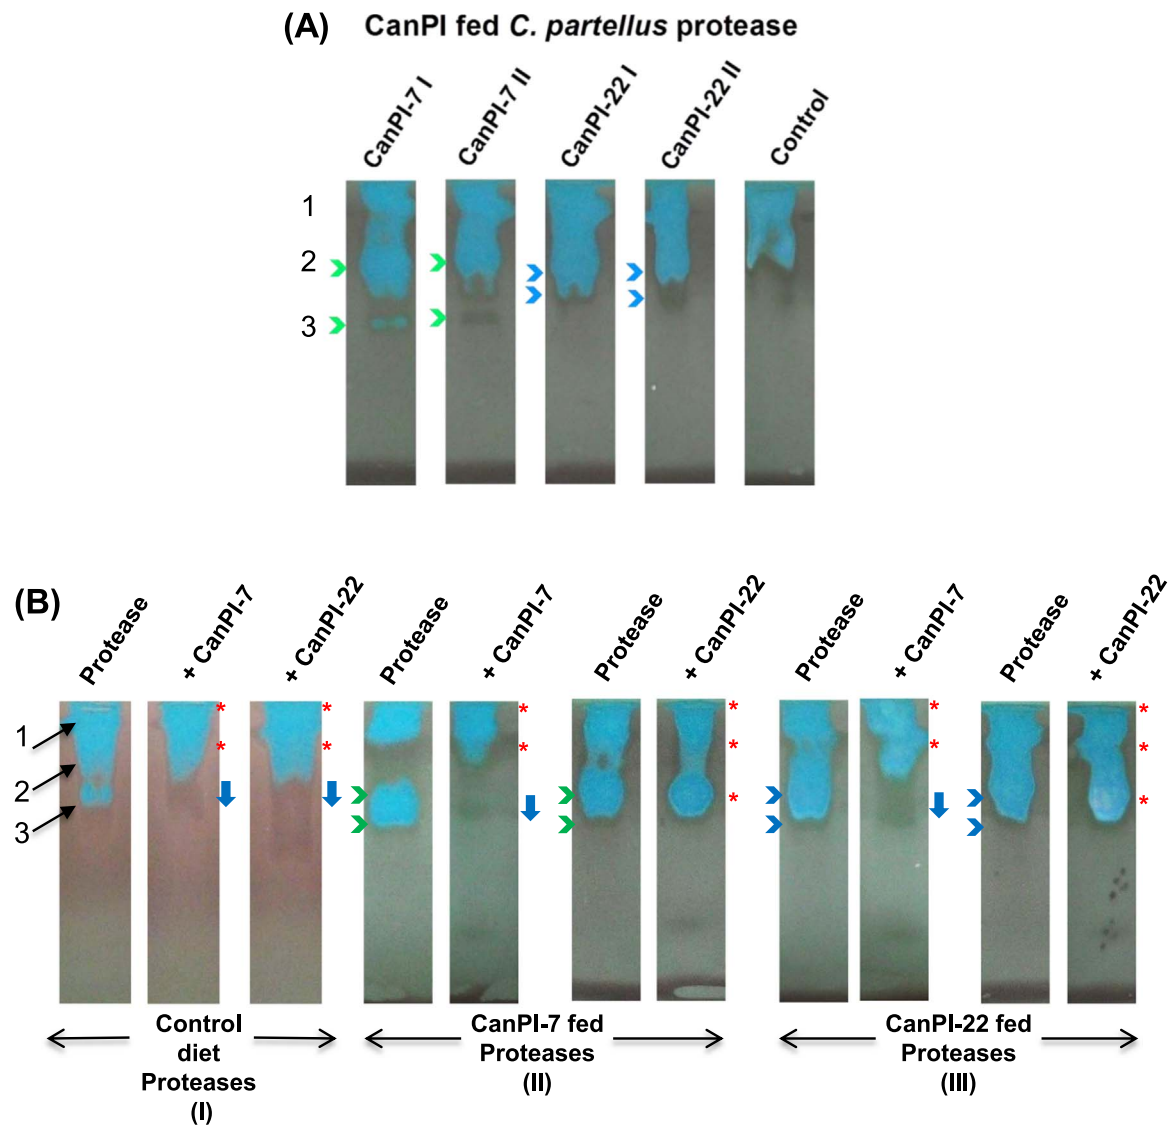 (A) CanPI fed C. partellus protease
CanPI-7 I
CanPI-7 II
CanPI-22 I
CanPI-22 II
Control
1
2
3
(B)
Protease
+ CanPI-7
+ CanPI-22
Protease
+ CanPI-7
Protease
+ CanPI-22
Protease
+ CanPI-7
Protease
+ CanPI-22
*
*
*
*
*
*
*
*
*
*
*
*
*
*
1
2
3
Control
diet
Proteases
(I)
CanPI-7 fed
Proteases
(II)
CanPI-22 fed
Proteases
(III)